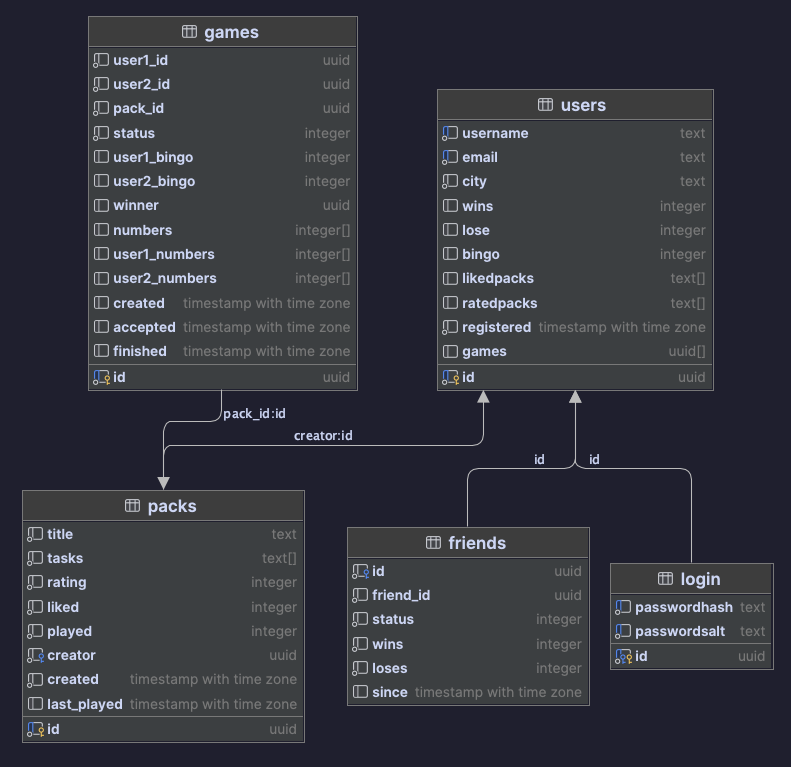 games
user1_id uuid
user2_id uuid
pack_id uuid
status integer
user1_bingo integer
user2_bingo integer
winner uuid
numbers integer[]
user1_numbers integer[]
user2_numbers integer[]
created timestamp with time zone
accepted timestamp with time zone
finished timestamp with time zone
id uuid
users
username text
email text
city text
wins integer
lose integer
bingo integer
likedpacks text[]
ratedpacks text[]
registered timestamp with time zone
games uuid[]
id uuid
pack_id:id
creator:id
id
id
packs
title text
tasks text[]
rating integer
liked integer
played integer
creator uuid
created timestamp with time zone
last_played timestamp with time zone
id uuid
friends
id uuid
friend_id uuid
status integer
wins integer
loses integer
since timestamp with time zone
login
passwordhash text
passwordsalt text
id uuid